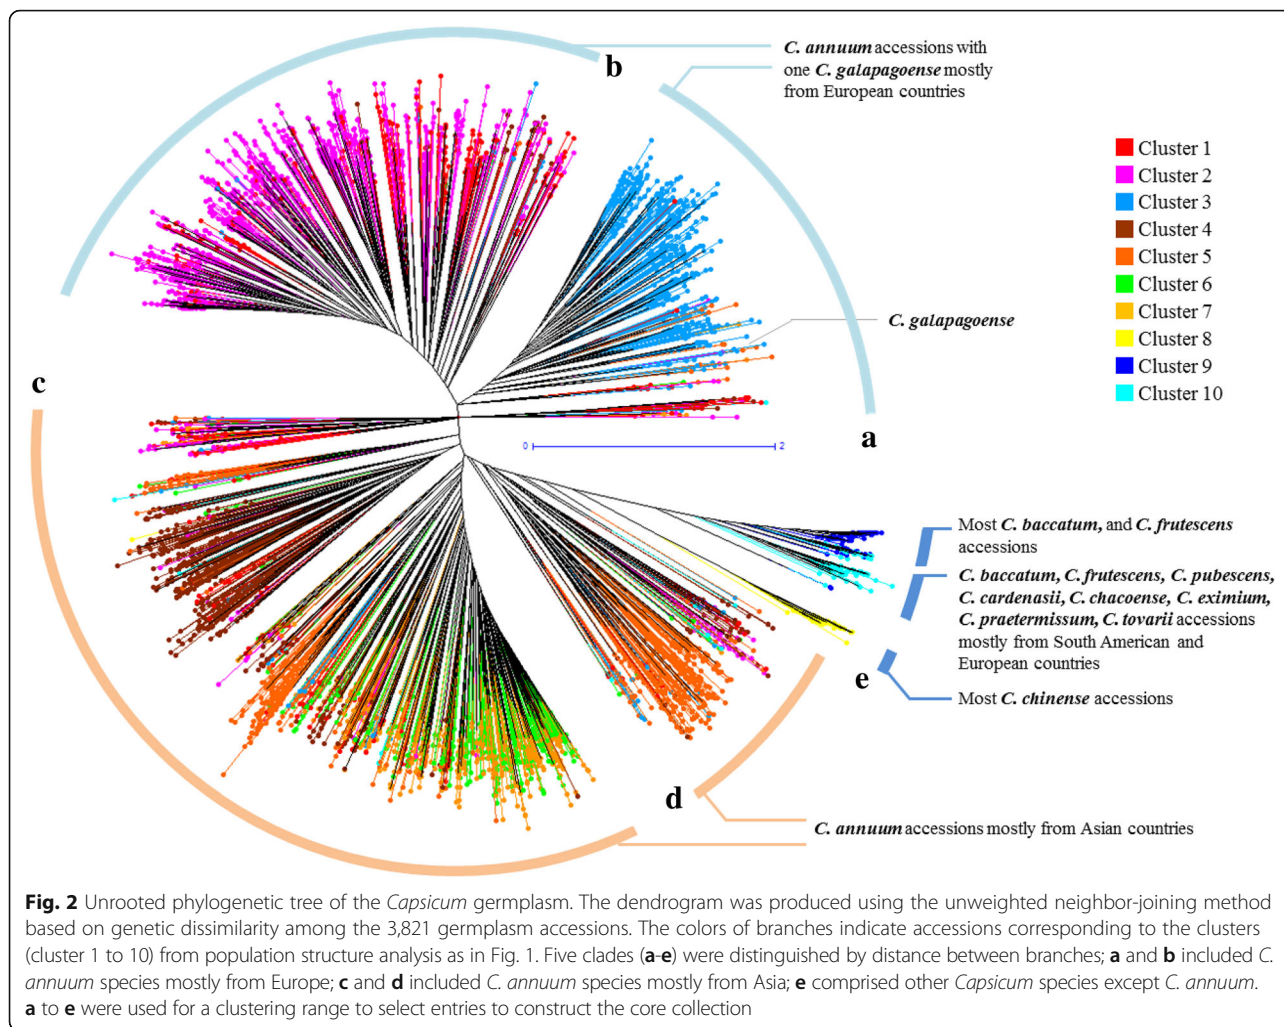 b
C. annuum accessions with
one C. galapagoense mostly
from European countries
Cluster 1
Cluster 2
Cluster 3
Cluster 4
Cluster 5
Cluster 6
Cluster 7
Cluster 8
Cluster 9
Cluster 10
C. galapagoense
c
a
0 2
Most C. baccatum, and C. frutescens
accessions
C. baccatum, C. frutescens, C. pubescens,
C. cardenasii, C. chacoense, C. eximium,
C. praetermissum, C. tovarii accessions
mostly from South American and
European countries
e
Most C. chinense accessions
d
C. annuum accessions mostly from Asian countries
Fig. 2 Unrooted phylogenetic tree of the Capsicum germplasm. The dendrogram was produced using the unweighted neighbor-joining method
based on genetic dissimilarity among the 3,821 germplasm accessions. The colors of branches indicate accessions corresponding to the clusters
(cluster 1 to 10) from population structure analysis as in Fig. 1. Five clades (a-e) were distinguished by distance between branches; a and b included C.
annuum species mostly from Europe; c and d included C. annuum species mostly from Asia; e comprised other Capsicum species except C. annuum.
a to e were used for a clustering range to select entries to construct the core collection